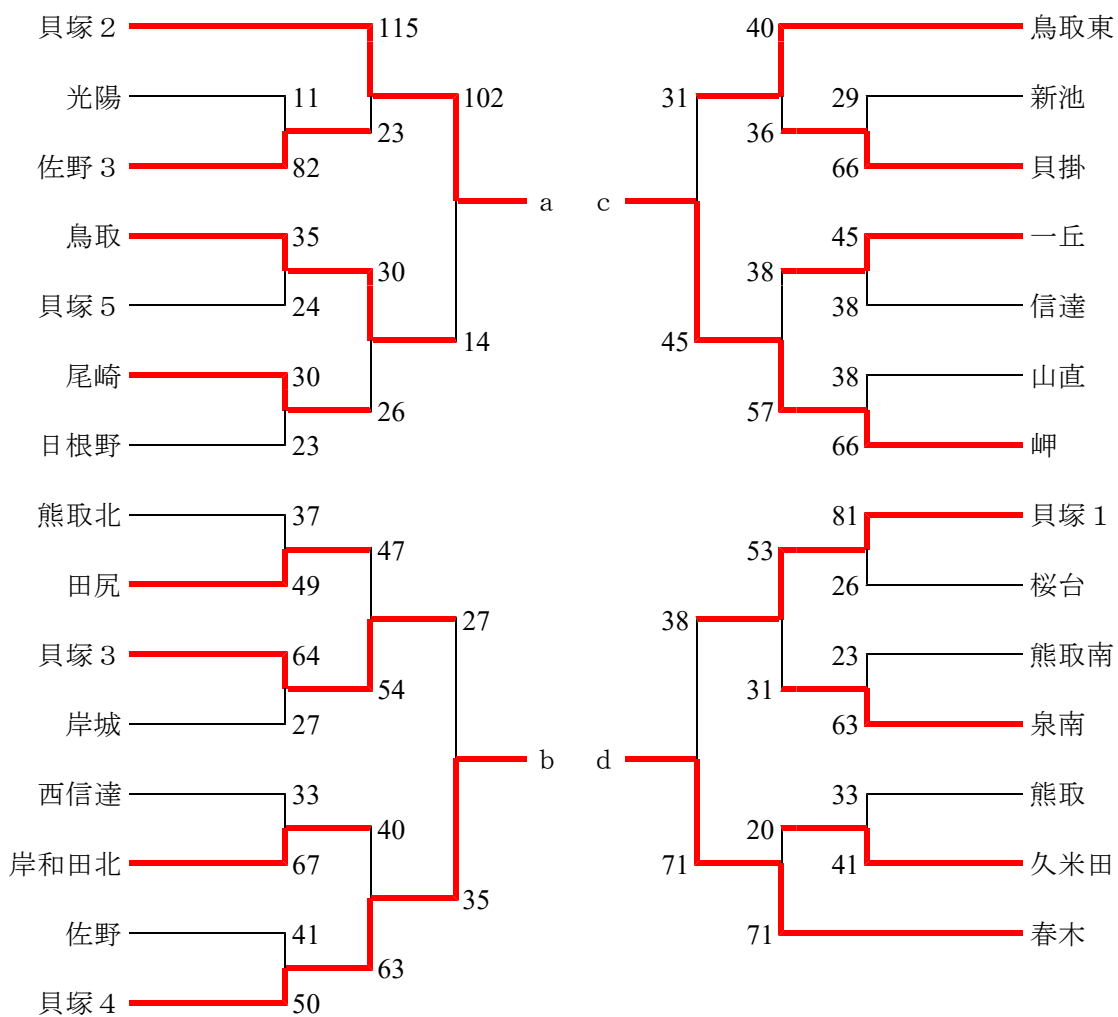 貝塚２ 115 40 鳥取東
光陽 11 102 31 29 新池
23 36
佐野３ 82 66 貝掛
a c
鳥取 35 45 一丘
30 38
貝塚５ 24 38 信達
14 45
尾崎 30 38 山直
26 57
日根野 23 66 岬
熊取北 37 81 貝塚１
47 53
田尻 49 26 桜台
27 38
貝塚３ 64 23 熊取南
54 31
岸城 27 63 泉南
b d
西信達 33 33 熊取
40 20
岸和田北 67 71 41 久米田
35
佐野 41 71 春木
63
貝塚４ 50